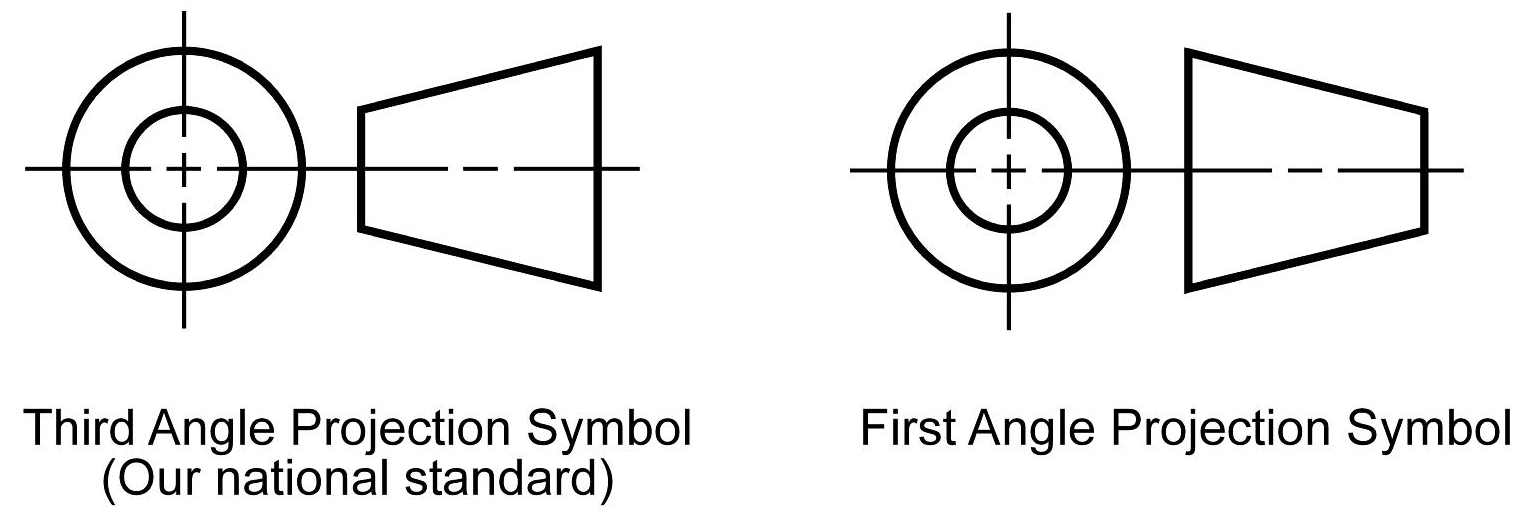 Third Angle Projection Symbol
(Our national standard)
First Angle Projection Symbol